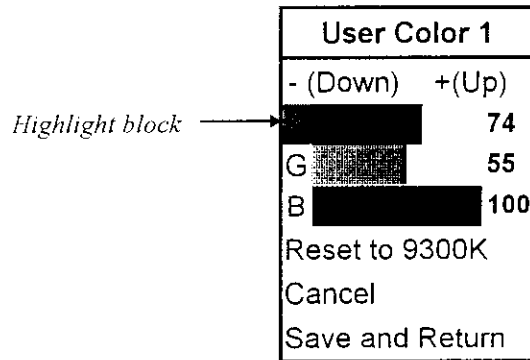 User Color 1
- (Down) +(Up)
Highlight block
74
G 55
B 100
Reset to 9300K
Cancel
Save and Return